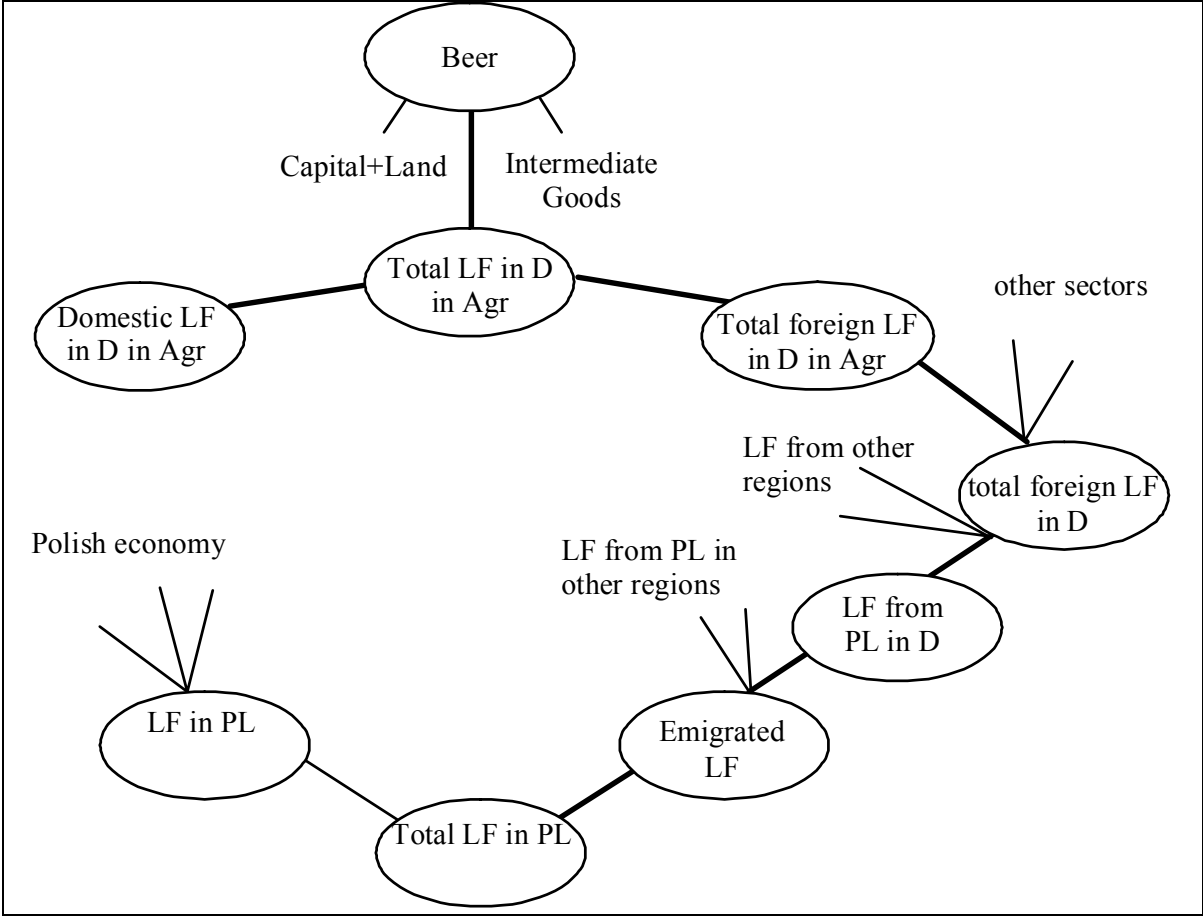 Beer
Capital+Land
Intermediate
Goods
Total LF in D
in Agr
Domestic LF
in D in Agr
Total foreign LF
in D in Agr
other sectors
LF from other
regions
total foreign LF
in D
Polish economy
LF from PL in
other regions
LF from
PL in D
LF in PL
Emigrated
LF
Total LF in PL